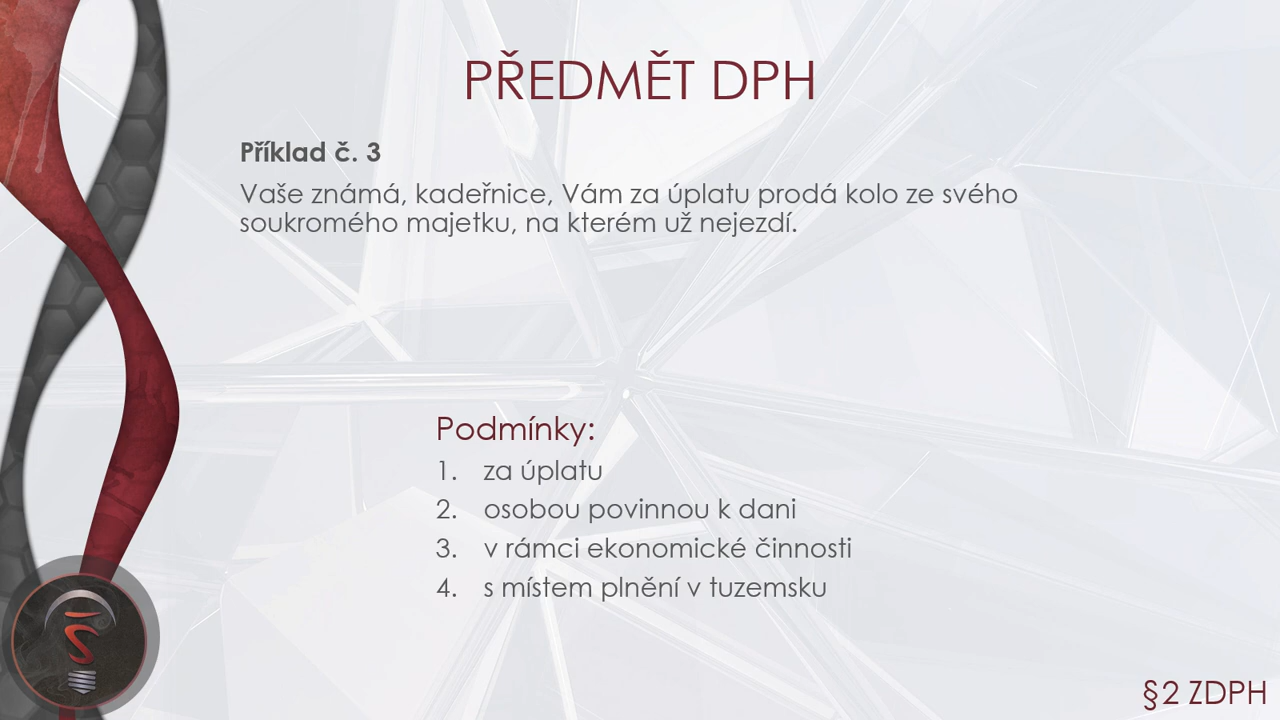 PŘEDMĚT DPH
Příklad č. 3
Vaše známá, kadeřnice, Vám za úplatu prodá kolo ze svého
soukromého majetku, na kterém už nejezdí.
Podmínky:
1. za úplatu
2. osobou povinnou k dani
3. v rámci ekonomické činnosti
4. s místem plnění v tuzemsku
§2 ZDPH